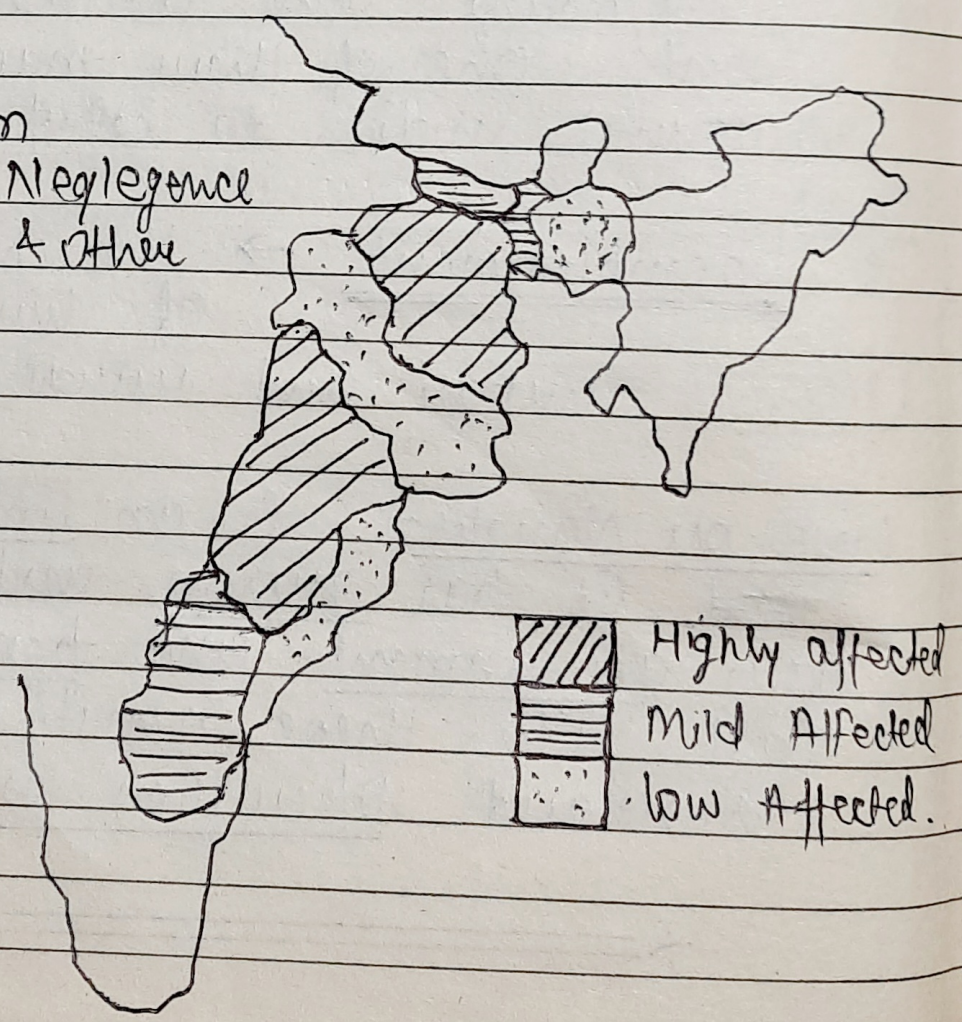 n
Neglegence
& Other
Highly affected
Mild Affected
low Affected.